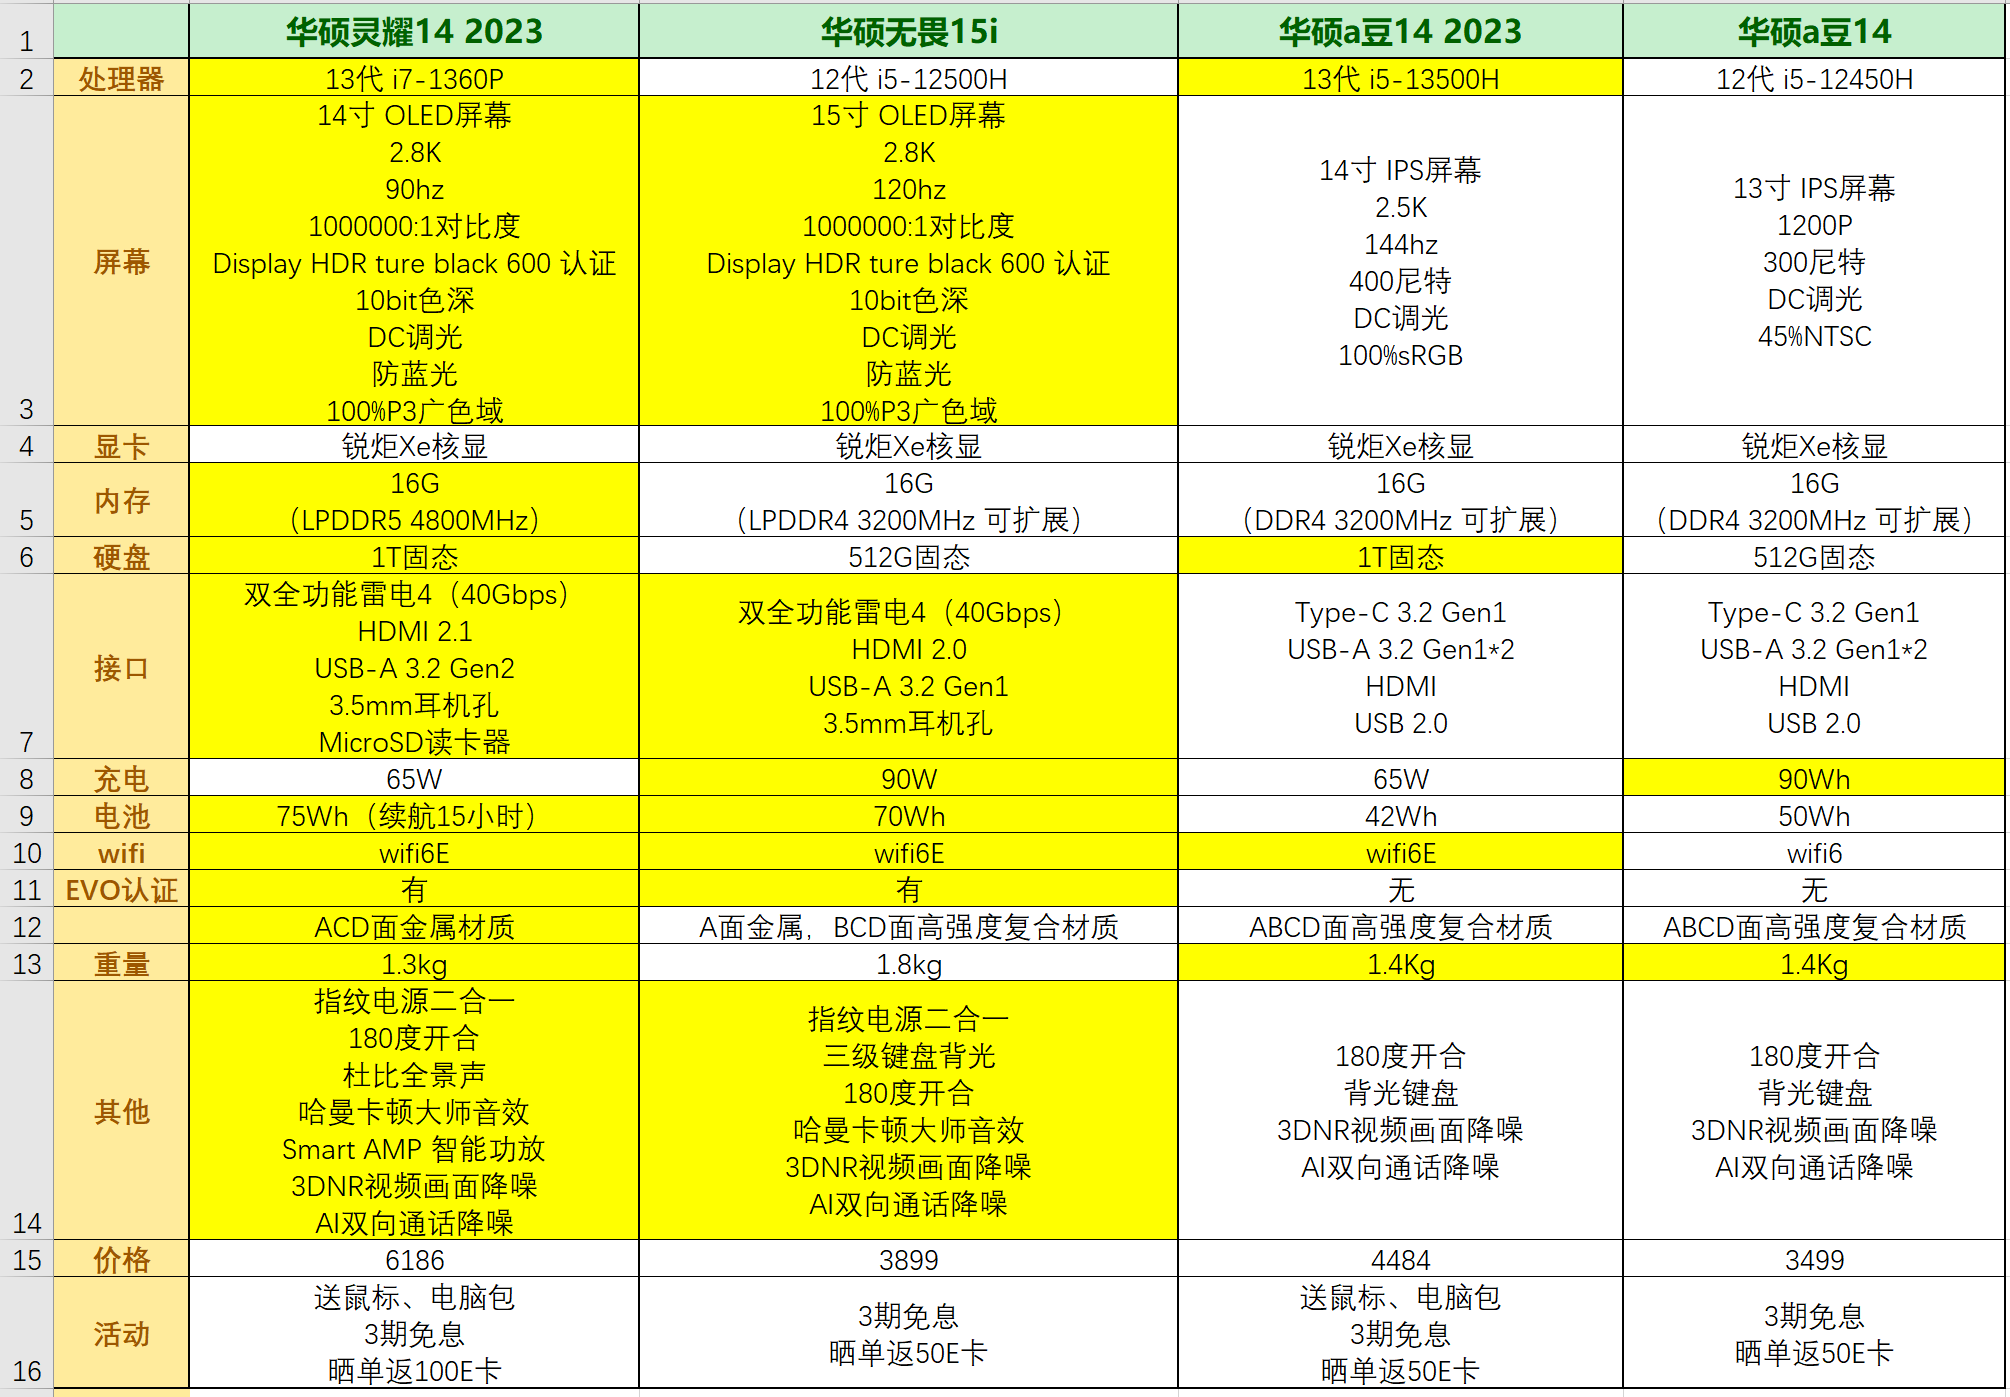 1
华硕灵耀14 2023
华硕无畏15i
华硕a豆14 2023
华硕a豆14
2
处理器
13代 i7-1360P
12代 i5-12500H
13代 i5-13500H
12代 i5-12450H
3
屏幕
14寸 OLED屏幕
2.8K
90hz
1000000:1对比度
Display HDR ture black 600 认证
10bit色深
DC调光
防蓝光
100%P3广色域
15寸 OLED屏幕
2.8K
120hz
1000000:1对比度
Display HDR ture black 600 认证
10bit色深
DC调光
防蓝光
100%P3广色域
14寸 IPS屏幕
2.5K
144hz
400尼特
DC调光
100%sRGB
13寸 IPS屏幕
1200P
300尼特
DC调光
45%NTSC
4
显卡
锐炬Xe核显
锐炬Xe核显
锐炬Xe核显
锐炬Xe核显
5
内存
16G
（LPDDR5 4800MHz）
16G
（LPDDR4 3200MHz 可扩展）
16G
（DDR4 3200MHz 可扩展）
16G
（DDR4 3200MHz 可扩展）
6
硬盘
1T固态
512G固态
1T固态
512G固态
7
接口
双全功能雷电4（40Gbps）
HDMI 2.1
USB-A 3.2 Gen2
3.5mm耳机孔
MicroSD读卡器
双全功能雷电4（40Gbps）
HDMI 2.0
USB-A 3.2 Gen1
3.5mm耳机孔
Type-C 3.2 Gen1
USB-A 3.2 Gen1*2
HDMI
USB 2.0
Type-C 3.2 Gen1
USB-A 3.2 Gen1*2
HDMI
USB 2.0
8
充电
65W
90W
65W
90Wh
9
电池
75Wh（续航15小时）
70Wh
42Wh
50Wh
10
wifi
wifi6E
wifi6E
wifi6E
wifi6
11
EVO认证
有
有
无
无
12
ACD面金属材质
A面金属，BCD面高强度复合材质
ABCD面高强度复合材质
ABCD面高强度复合材质
13
重量
1.3kg
1.8kg
1.4Kg
1.4Kg
14
其他
指纹电源二合一
180度开合
杜比全景声
哈曼卡顿大师音效
Smart AMP 智能功放
3DNR视频画面降噪
AI双向通话降噪
指纹电源二合一
三级键盘背光
180度开合
哈曼卡顿大师音效
3DNR视频画面降噪
AI双向通话降噪
180度开合
背光键盘
3DNR视频画面降噪
AI双向通话降噪
180度开合
背光键盘
3DNR视频画面降噪
AI双向通话降噪
15
价格
6186
3899
4484
3499
16
活动
送鼠标、电脑包
3期免息
晒单返100E卡
3期免息
晒单返50E卡
送鼠标、电脑包
3期免息
晒单返50E卡
3期免息
晒单返50E卡